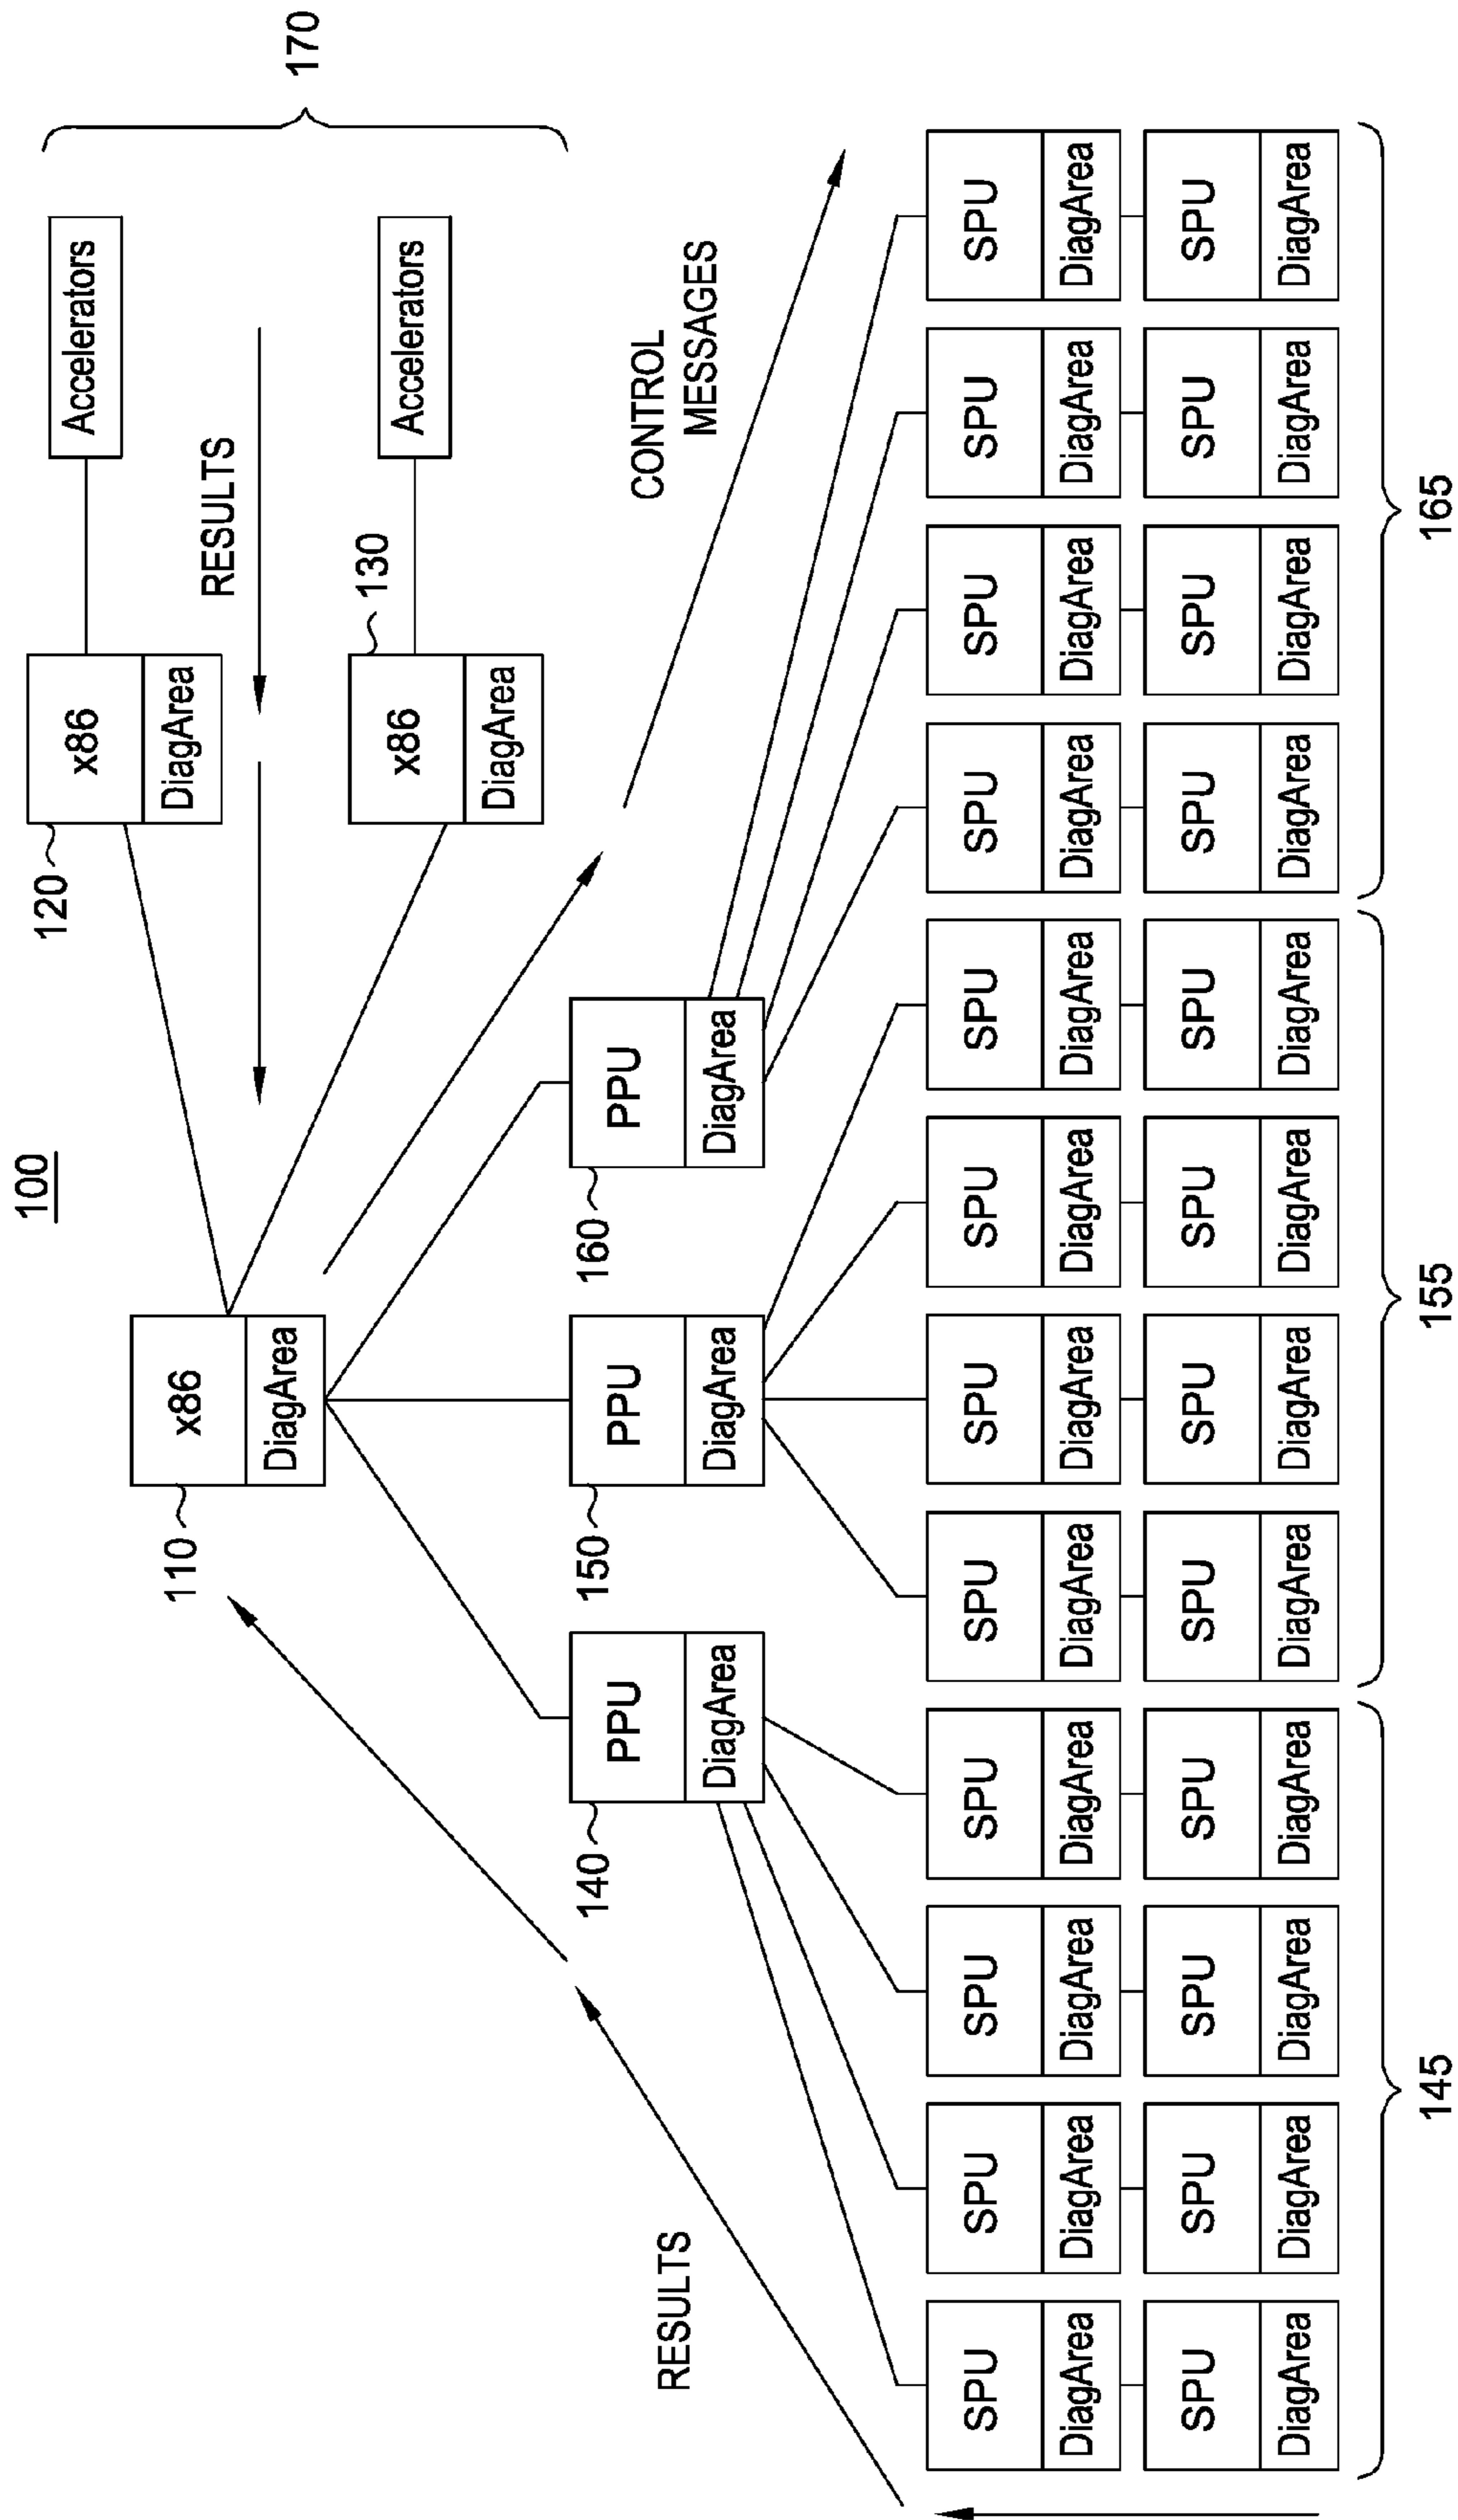 100
170
120
x86
DiagArea
Accelerators
RESULTS
110
x86
DiagArea
130
x86
DiagArea
Accelerators
CONTROL
MESSAGES
RESULTS
140
PPU
DiagArea
150
PPU
DiagArea
160
PPU
DiagArea
SPU SPU SPU SPU SPU SPU SPU SPU SPU SPU SPU SPU
DiagArea DiagArea DiagArea DiagArea DiagArea DiagArea DiagArea DiagArea DiagArea DiagArea DiagArea DiagArea
SPU SPU SPU SPU SPU SPU SPU SPU SPU SPU SPU SPU
DiagArea DiagArea DiagArea DiagArea DiagArea DiagArea DiagArea DiagArea DiagArea DiagArea DiagArea DiagArea
145 155 165